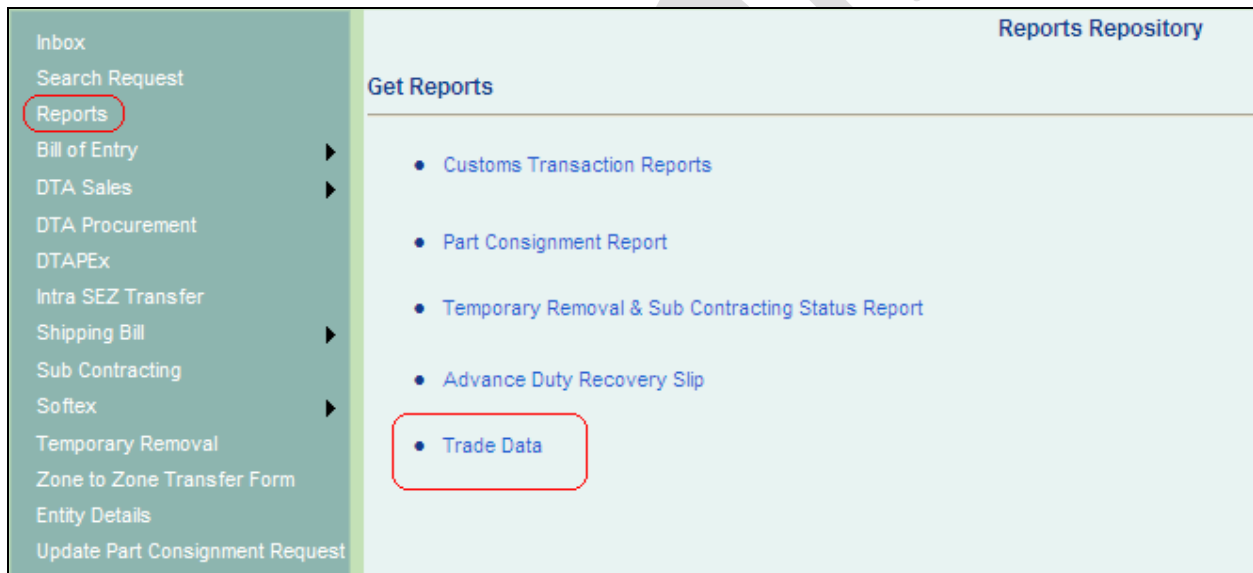 Inbox
Search Request
Reports
Bill of Entry
DTA Sales
DTA Procurement
DTAPEx
Intra SEZ Transfer
Shipping Bill
Sub Contracting
Softex
Temporary Removal
Zone to Zone Transfer Form
Entity Details
Update Part Consignment Request
Reports Repository
Get Reports
Customs Transaction Reports
Part Consignment Report
Temporary Removal & Sub Contracting Status Report
Advance Duty Recovery Slip
Trade Data